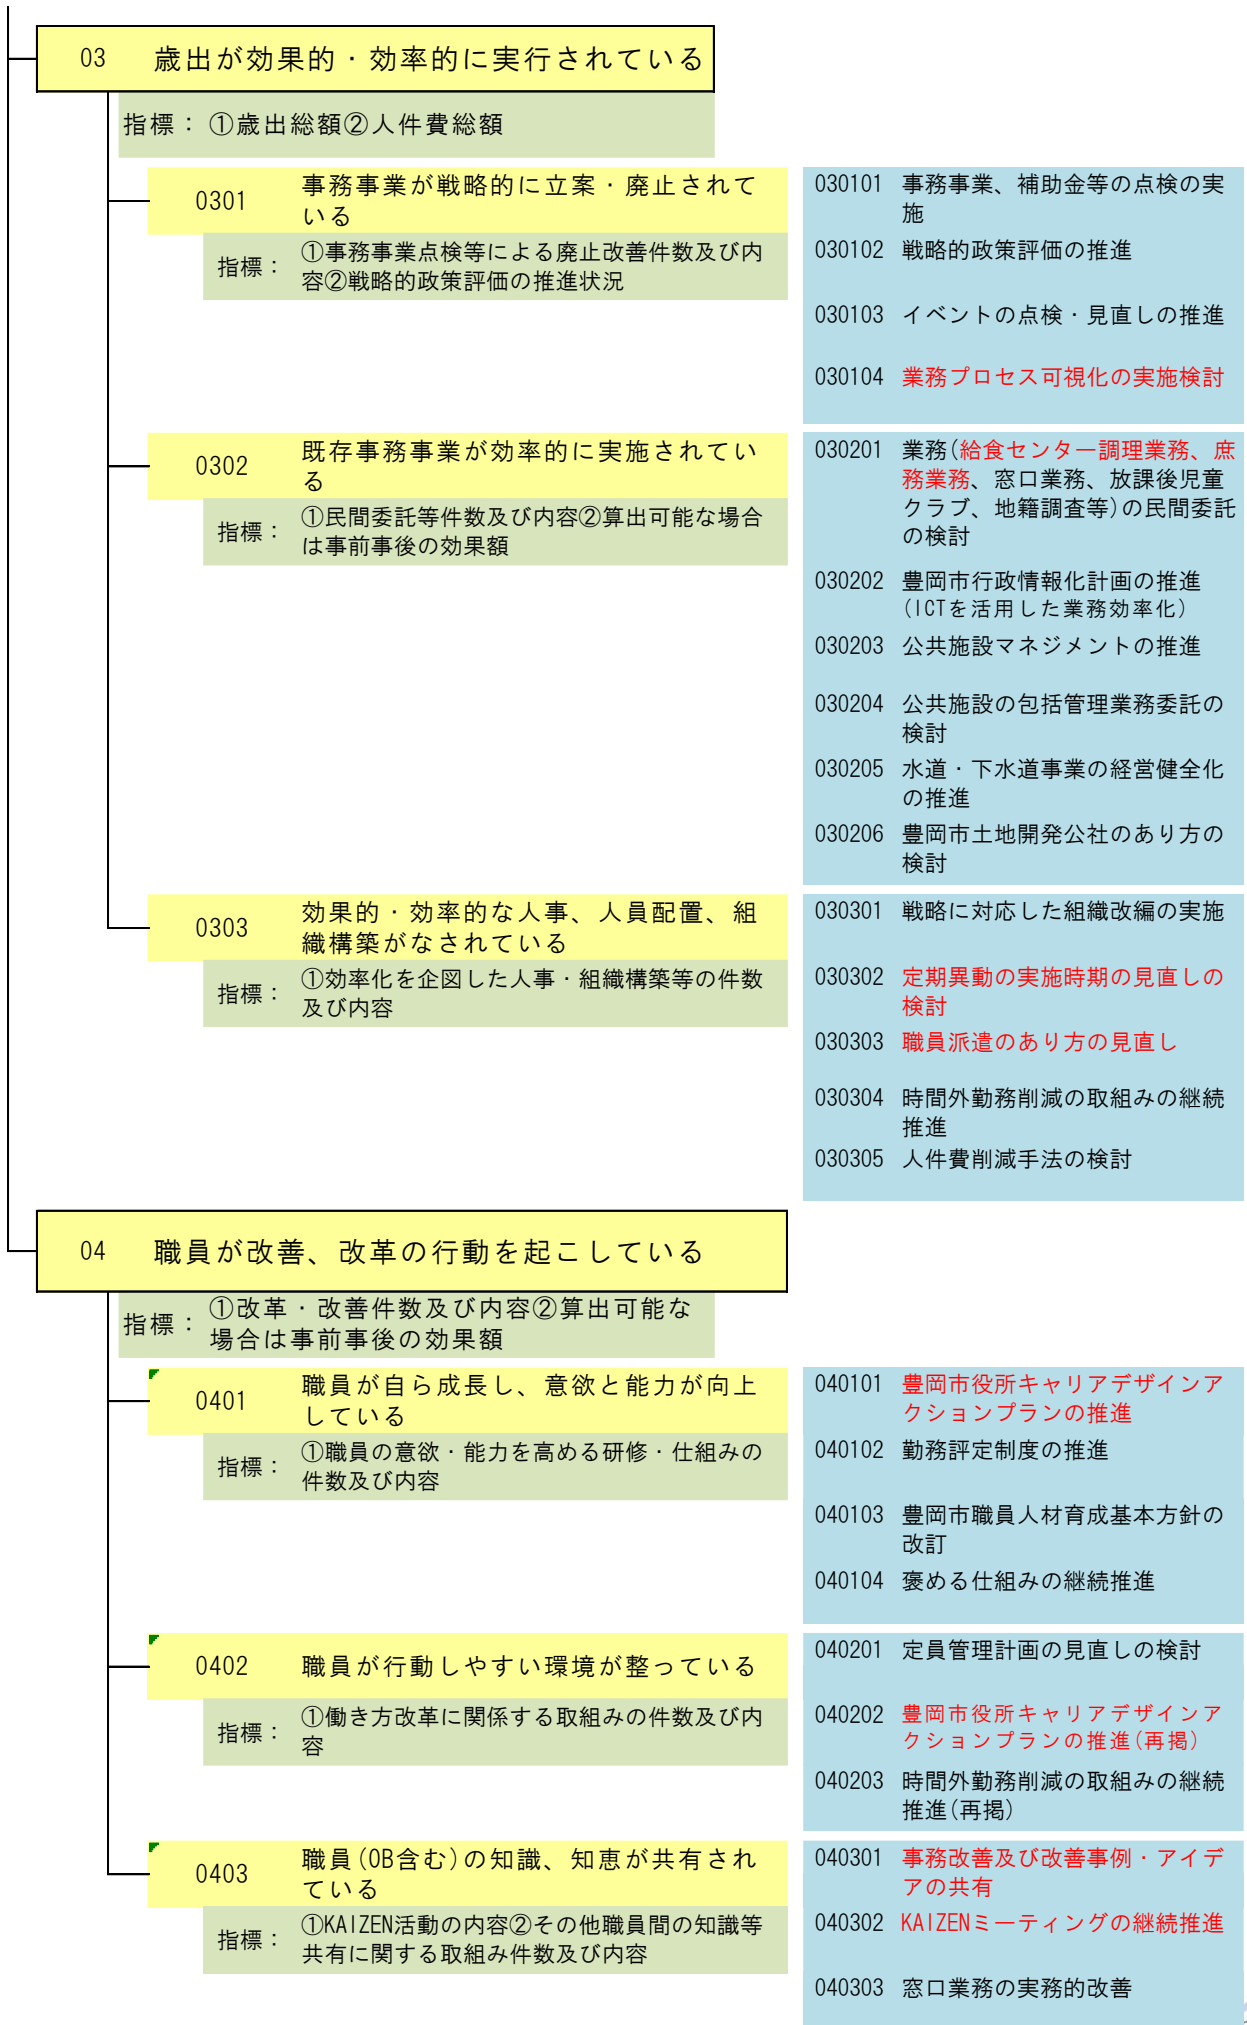 03 歳出が効果的・効率的に実行されている
指標： ①歳出総額②人件費総額
0301 事務事業が戦略的に立案・廃止されて
いる
指標： ①事務事業点検等による廃止改善件数及び内
容②戦略的政策評価の推進状況
030101 事務事業、補助金等の点検の実
施
030102 戦略的政策評価の推進
030103 イベントの点検・見直しの推進
030104 業務プロセス可視化の実施検討
0302 既存事務事業が効率的に実施されてい
る
指標： ①民間委託等件数及び内容②算出可能な場合
は事前事後の効果額
030201 業務(給食センター調理業務、庶
務業務、窓口業務、放課後児童
クラブ、地籍調査等)の民間委託
の検討
030202 豊岡市行政情報化計画の推進
(ICTを活用した業務効率化)
030203 公共施設マネジメントの推進
030204 公共施設の包括管理業務委託の
検討
030205 水道・下水道事業の経営健全化
の推進
030206 豊岡市土地開発公社のあり方の
検討
0303 効果的・効率的な人事、人員配置、組
織構築がなされている
指標： ①効率化を企図した人事・組織構築等の件数
及び内容
030301 戦略に対応した組織改編の実施
030302 定期異動の実施時期の見直しの
検討
030303 職員派遣のあり方の見直し
030304 時間外勤務削減の取組みの継続
推進
030305 人件費削減手法の検討
04 職員が改善、改革の行動を起こしている
指標： ①改革・改善件数及び内容②算出可能な
場合は事前事後の効果額
0401 職員が自ら成長し、意欲と能力が向上
している
指標： ①職員の意欲・能力を高める研修・仕組みの
件数及び内容
040101 豊岡市役所キャリアデザインア
クションプランの推進
040102 勤務評定制度の推進
040103 豊岡市職員人材育成基本方針の
改訂
040104 褒める仕組みの継続推進
0402 職員が行動しやすい環境が整っている
指標： ①働き方改革に関係する取組みの件数及び内
容
040201 定員管理計画の見直しの検討
040202 豊岡市役所キャリアデザインア
クションプランの推進(再掲)
040203 時間外勤務削減の取組みの継続
推進(再掲)
0403 職員(OB含む)の知識、知恵が共有され
ている
指標： ①KAIZEN活動の内容②その他職員間の知識等
共有に関する取組み件数及び内容
040301 事務改善及び改善事例・アイデ
アの共有
040302 KAIZENミーティングの継続推進
040303 窓口業務の実務的改善